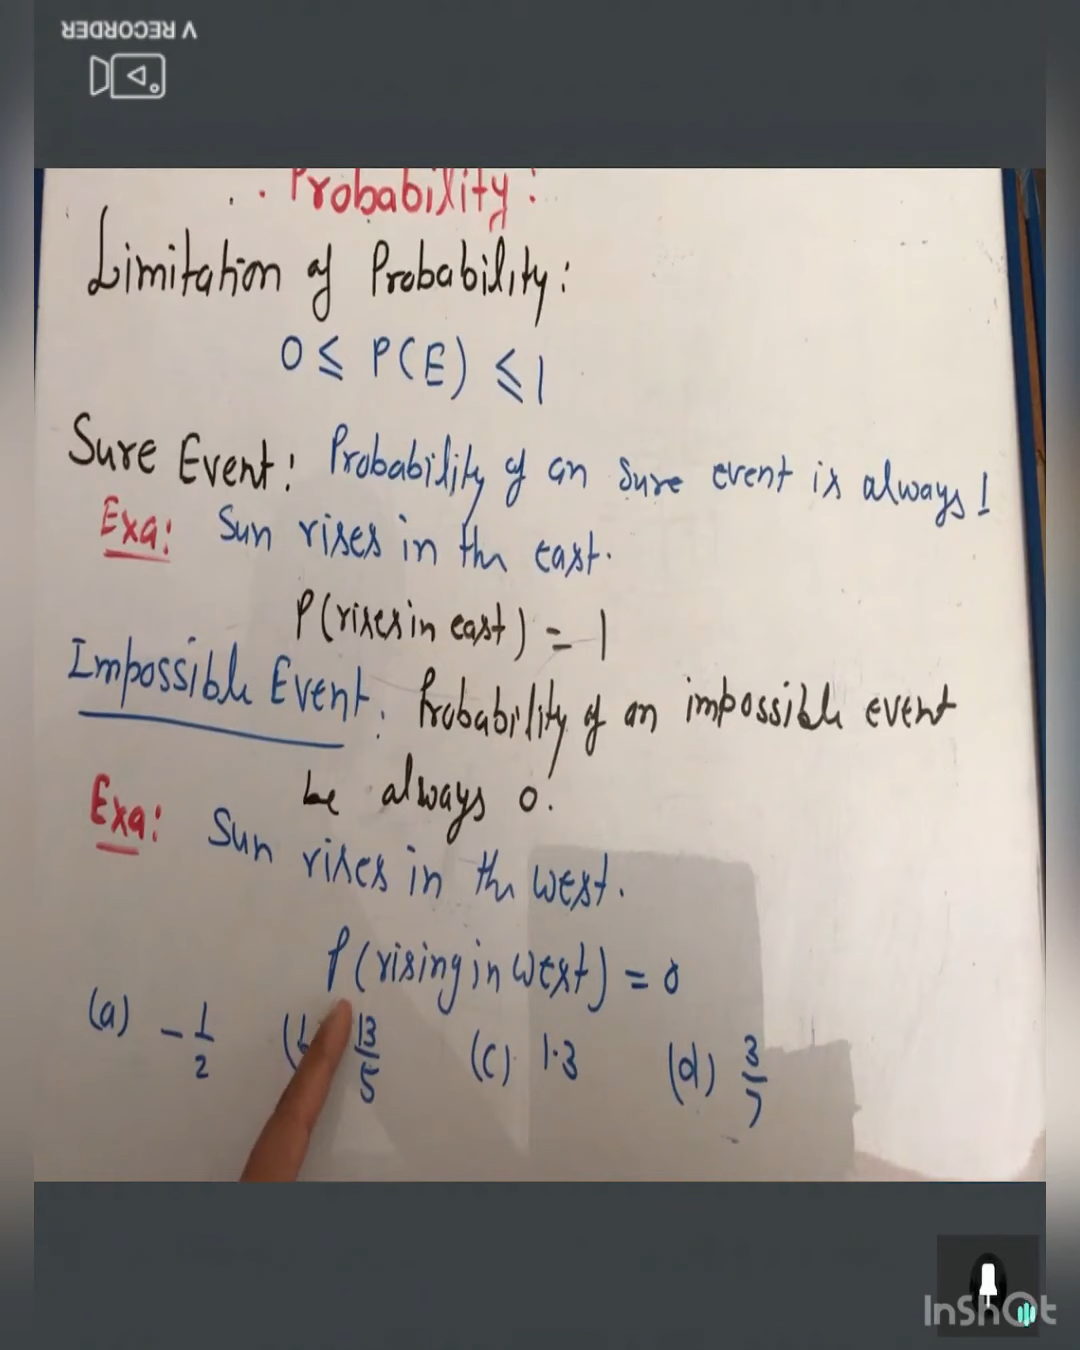 V RECORDER
Probability:
Limitation of Probability:
0 ≤ P(E) ≤ 1
Sure Event: Probability of an sure event is always 1
Exa: Sun rises in the east.
P(rises in east) = 1
Impossible Event. Probability of an impossible event
be always 0.
Exa: Sun rises in the west.
P(rising in west) = 0
(a) -1/2 (b 13/5 (c) 1.3 (d) 3/7
InShOt